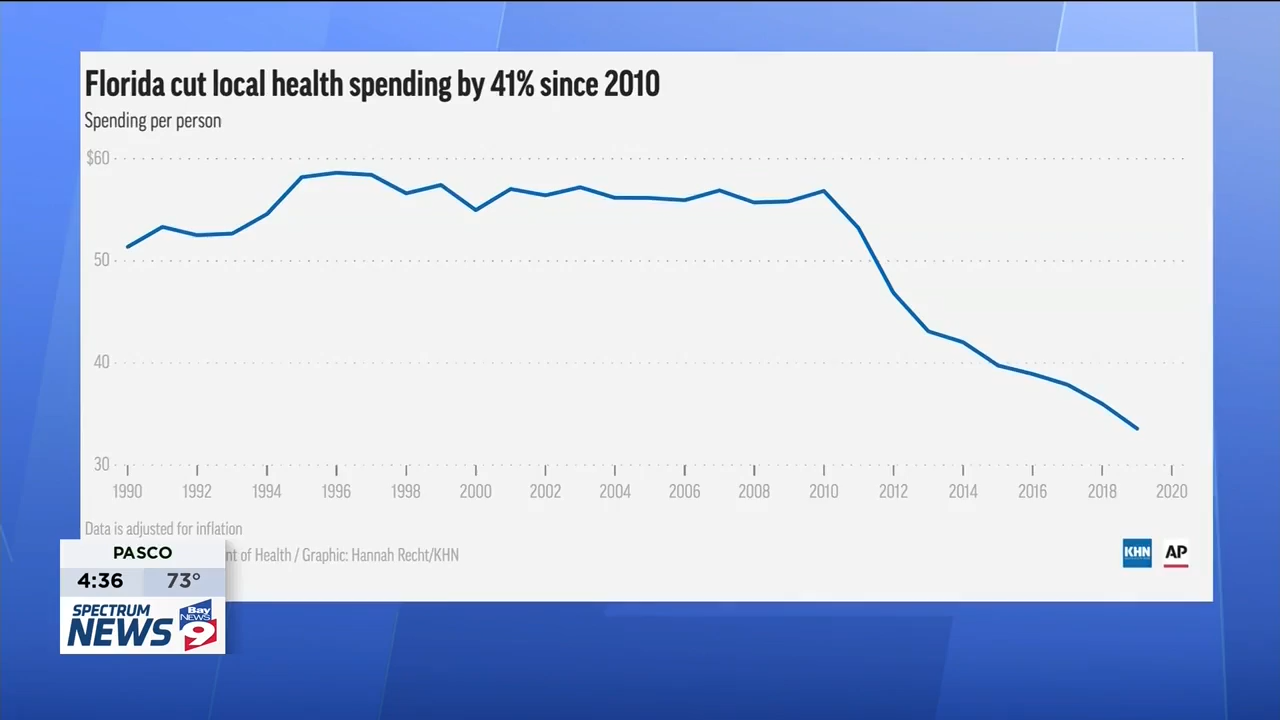 Florida cut local health spending by 41% since 2010
Spending per person
$60
50
40
30
1990 1992 1994 1996 1998 2000 2002 2004 2006 2008 2010 2012 2014 2016 2018 2020
Data is adjusted for inflation
of Health / Graphic: Hannah Recht/KHN
KHN AP
PASCO
4:36 73°
SPECTRUM
NEWS
Bay
NEWS
9